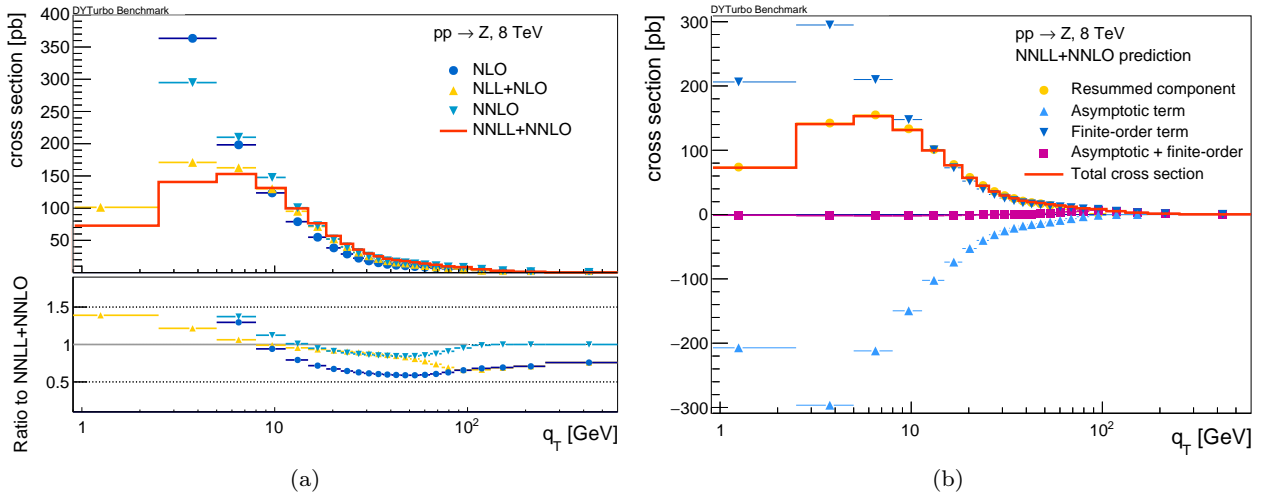 DYTurbo Benchmark
cross section [pb]
400
350
300
250
200
150
100
50
pp → Z, 8 TeV
NLO
NLL+NLO
NNLO
NNLL+NNLO
Ratio to NNLL+NNLO
1.5
1
0.5
1
10
10²
q_T [GeV]
(a)
DYTurbo Benchmark
cross section [pb]
300
200
100
0
−100
−200
−300
pp → Z, 8 TeV
NNLL+NNLO prediction
Resummed component
Asymptotic term
Finite-order term
Asymptotic + finite-order
Total cross section
1
10
10²
q_T [GeV]
(b)